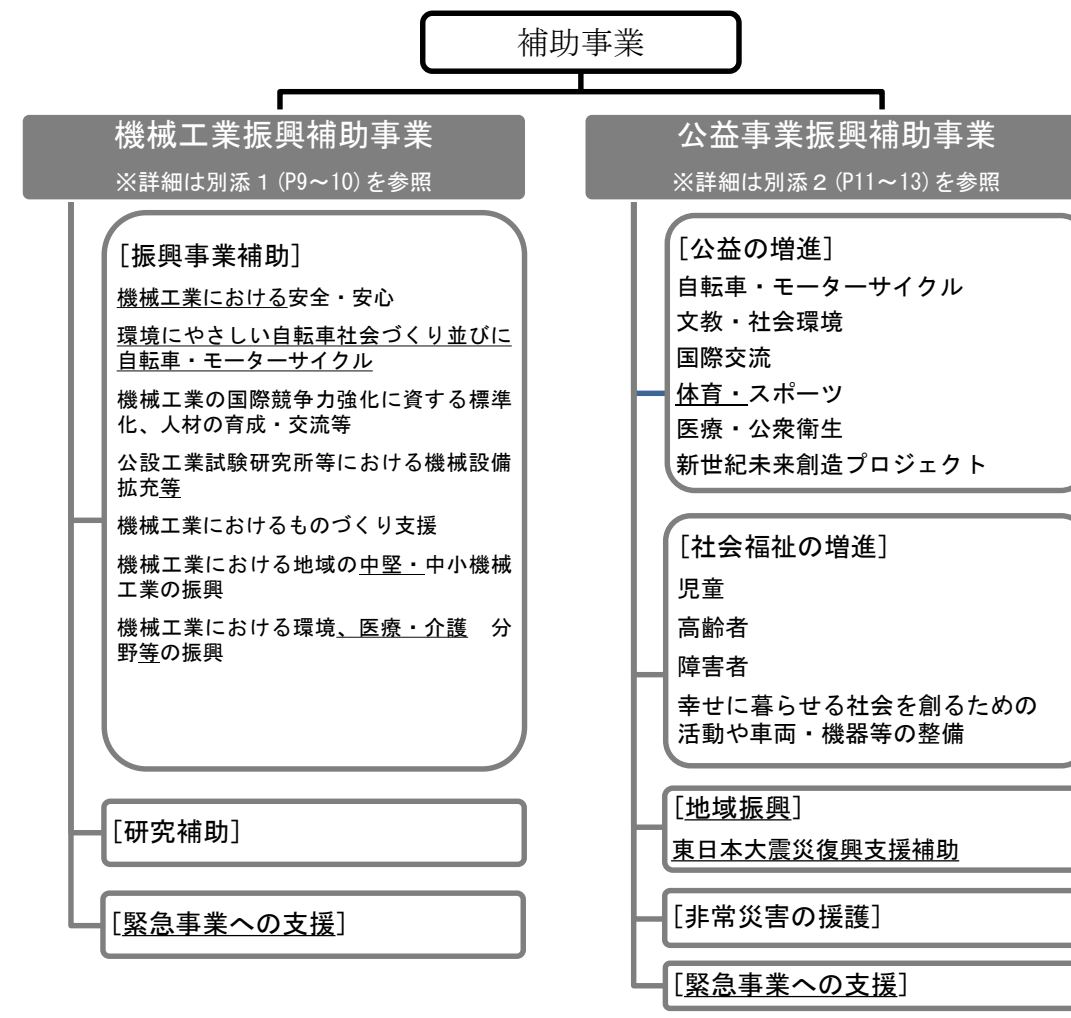 補助事業
機械工業振興補助事業
※詳細は別添１(P9～10)を参照
[振興事業補助]
機械工業における安全・安心
環境にやさしい自転車社会づくり並びに
自転車・モーターサイクル
機械工業の国際競争力強化に資する標準
化、人材の育成・交流等
公設工業試験研究所等における機械設備
拡充等
機械工業におけるものづくり支援
機械工業における地域の中堅・中小機械
工業の振興
機械工業における環境、医療・介護　分
野等の振興
[研究補助]
[緊急事業への支援]
公益事業振興補助事業
※詳細は別添２(P11～13)を参照
[公益の増進]
自転車・モーターサイクル
文教・社会環境
国際交流
体育・スポーツ
医療・公衆衛生
新世紀未来創造プロジェクト
[社会福祉の増進]
児童
高齢者
障害者
幸せに暮らせる社会を創るための
活動や車両・機器等の整備
[地域振興]
東日本大震災復興支援補助
[非常災害の援護]
[緊急事業への支援]